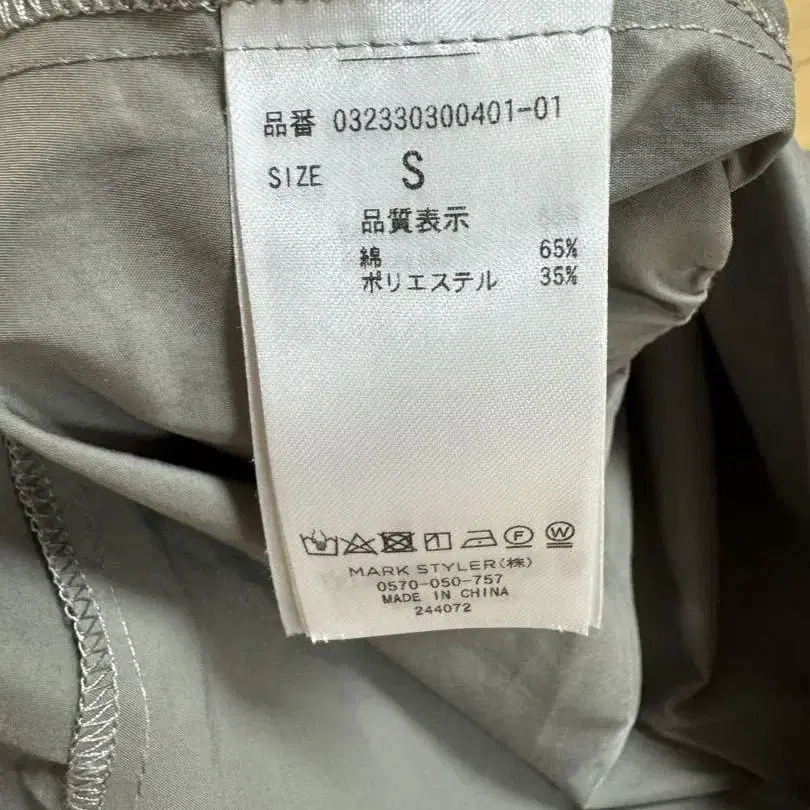 品番 032330300401-01
SIZE S
品質表示
綿 65%
ポリエステル 35%
MARK STYLER(株)
0570-050-757
MADE IN CHINA
244072